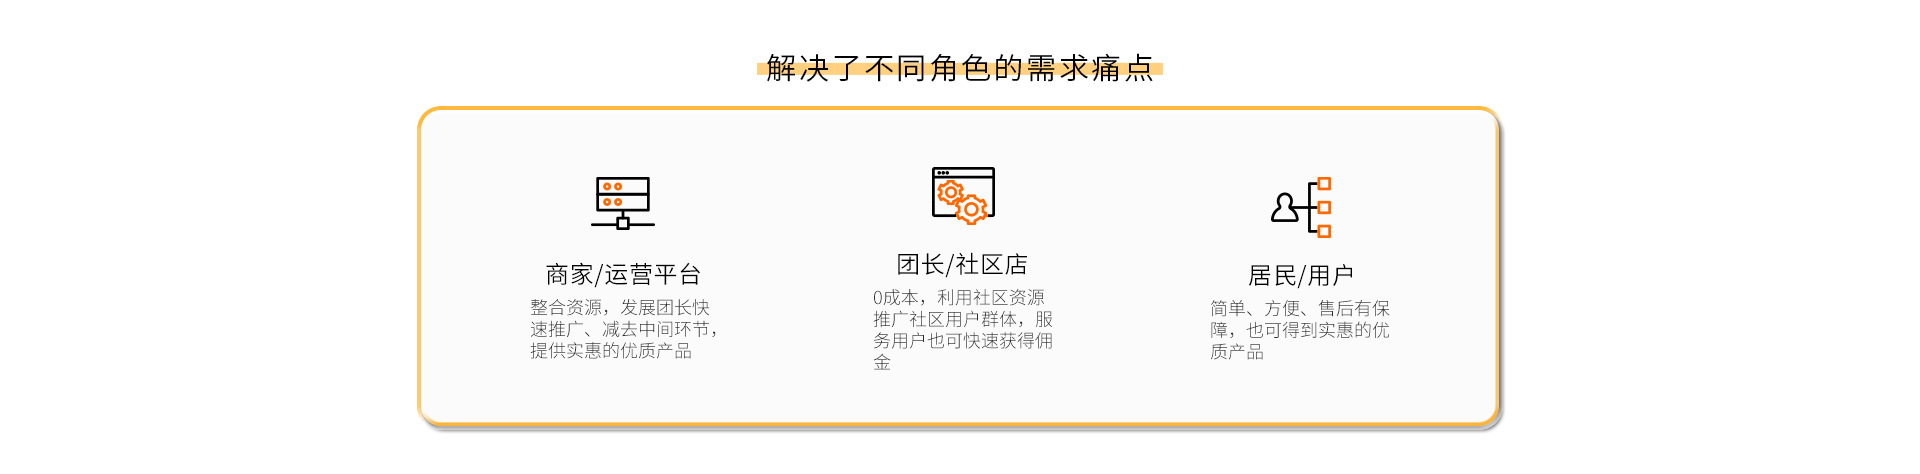 解决了不同角色的需求痛点
商家/运营平台
整合资源，发展团长快
速推广、减去中间环节，
提供实惠的优质产品
团长/社区店
0成本，利用社区资源
推广社区用户群体，服
务用户也可快速获得佣
金
居民/用户
简单、方便、售后有保
障，也可得到实惠的优
质产品